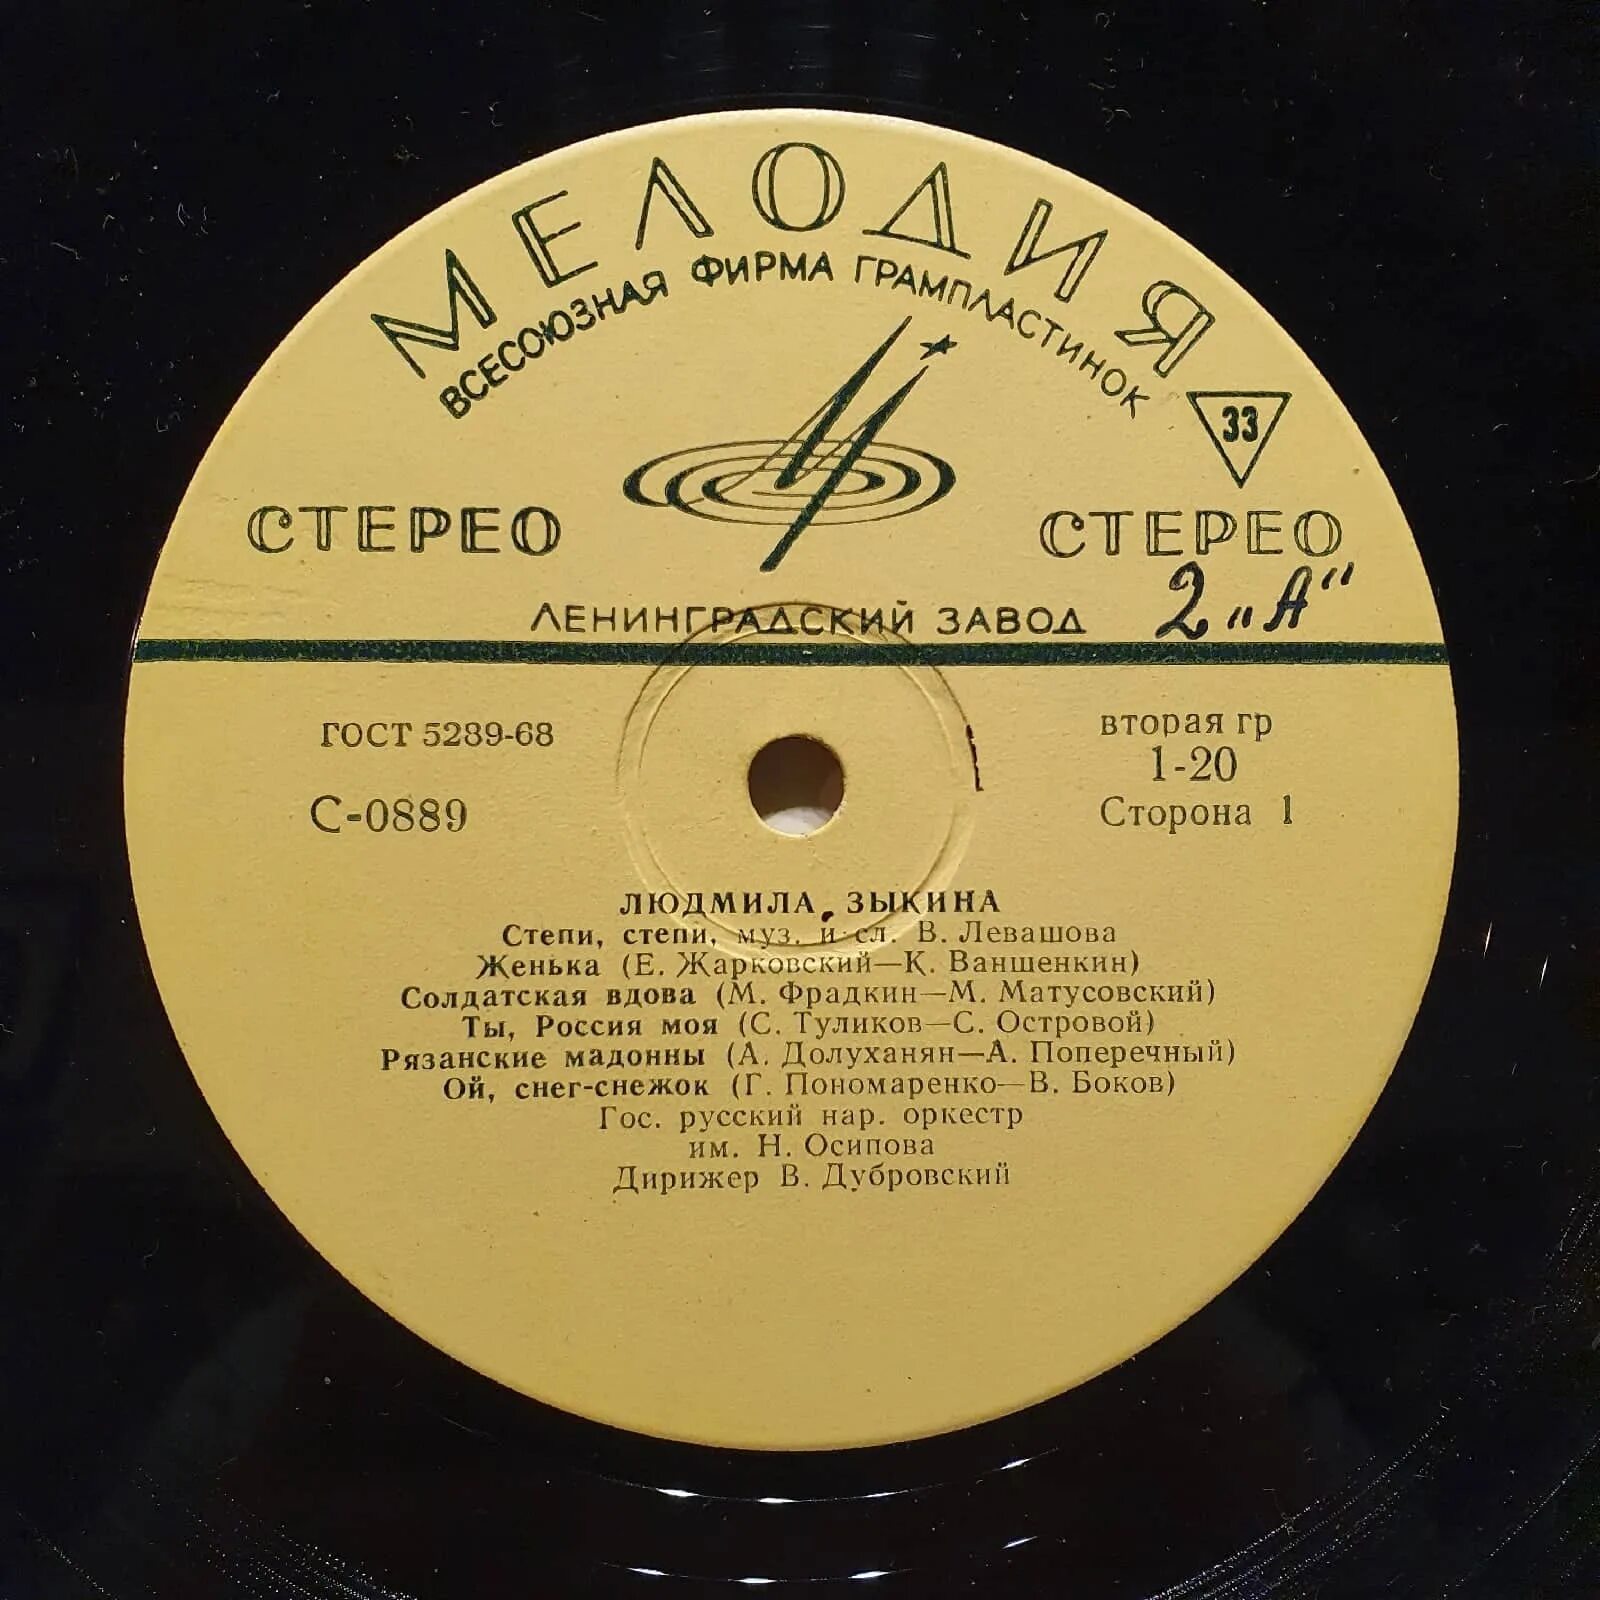 МЕЛОДИЯ
ВСЕСОЮЗНАЯ ФИРМА ГРАМПЛАСТИНОК
33
СТЕРЕО СТЕРЕО
ЛЕНИНГРАДСКИЙ ЗАВОД 2 „А“
ГОСТ 5289-68 вторая гр
1-20
С-0889 Сторона 1
ЛЮДМИЛА ЗЫКИНА
Степи, степи, муз. и сл. В. Левашова
Женька (Е. Жарковский—К. Ваншенкин)
Солдатская вдова (М. Фрадкин—М. Матусовский)
Ты, Россия моя (С. Туликов—С. Островой)
Рязанские мадонны (А. Долуханян—А. Поперечный)
Ой, снег-снежок (Г. Пономаренко—В. Боков)
Гос. русский нар. оркестр
им. Н. Осипова
Дирижер В. Дубровский